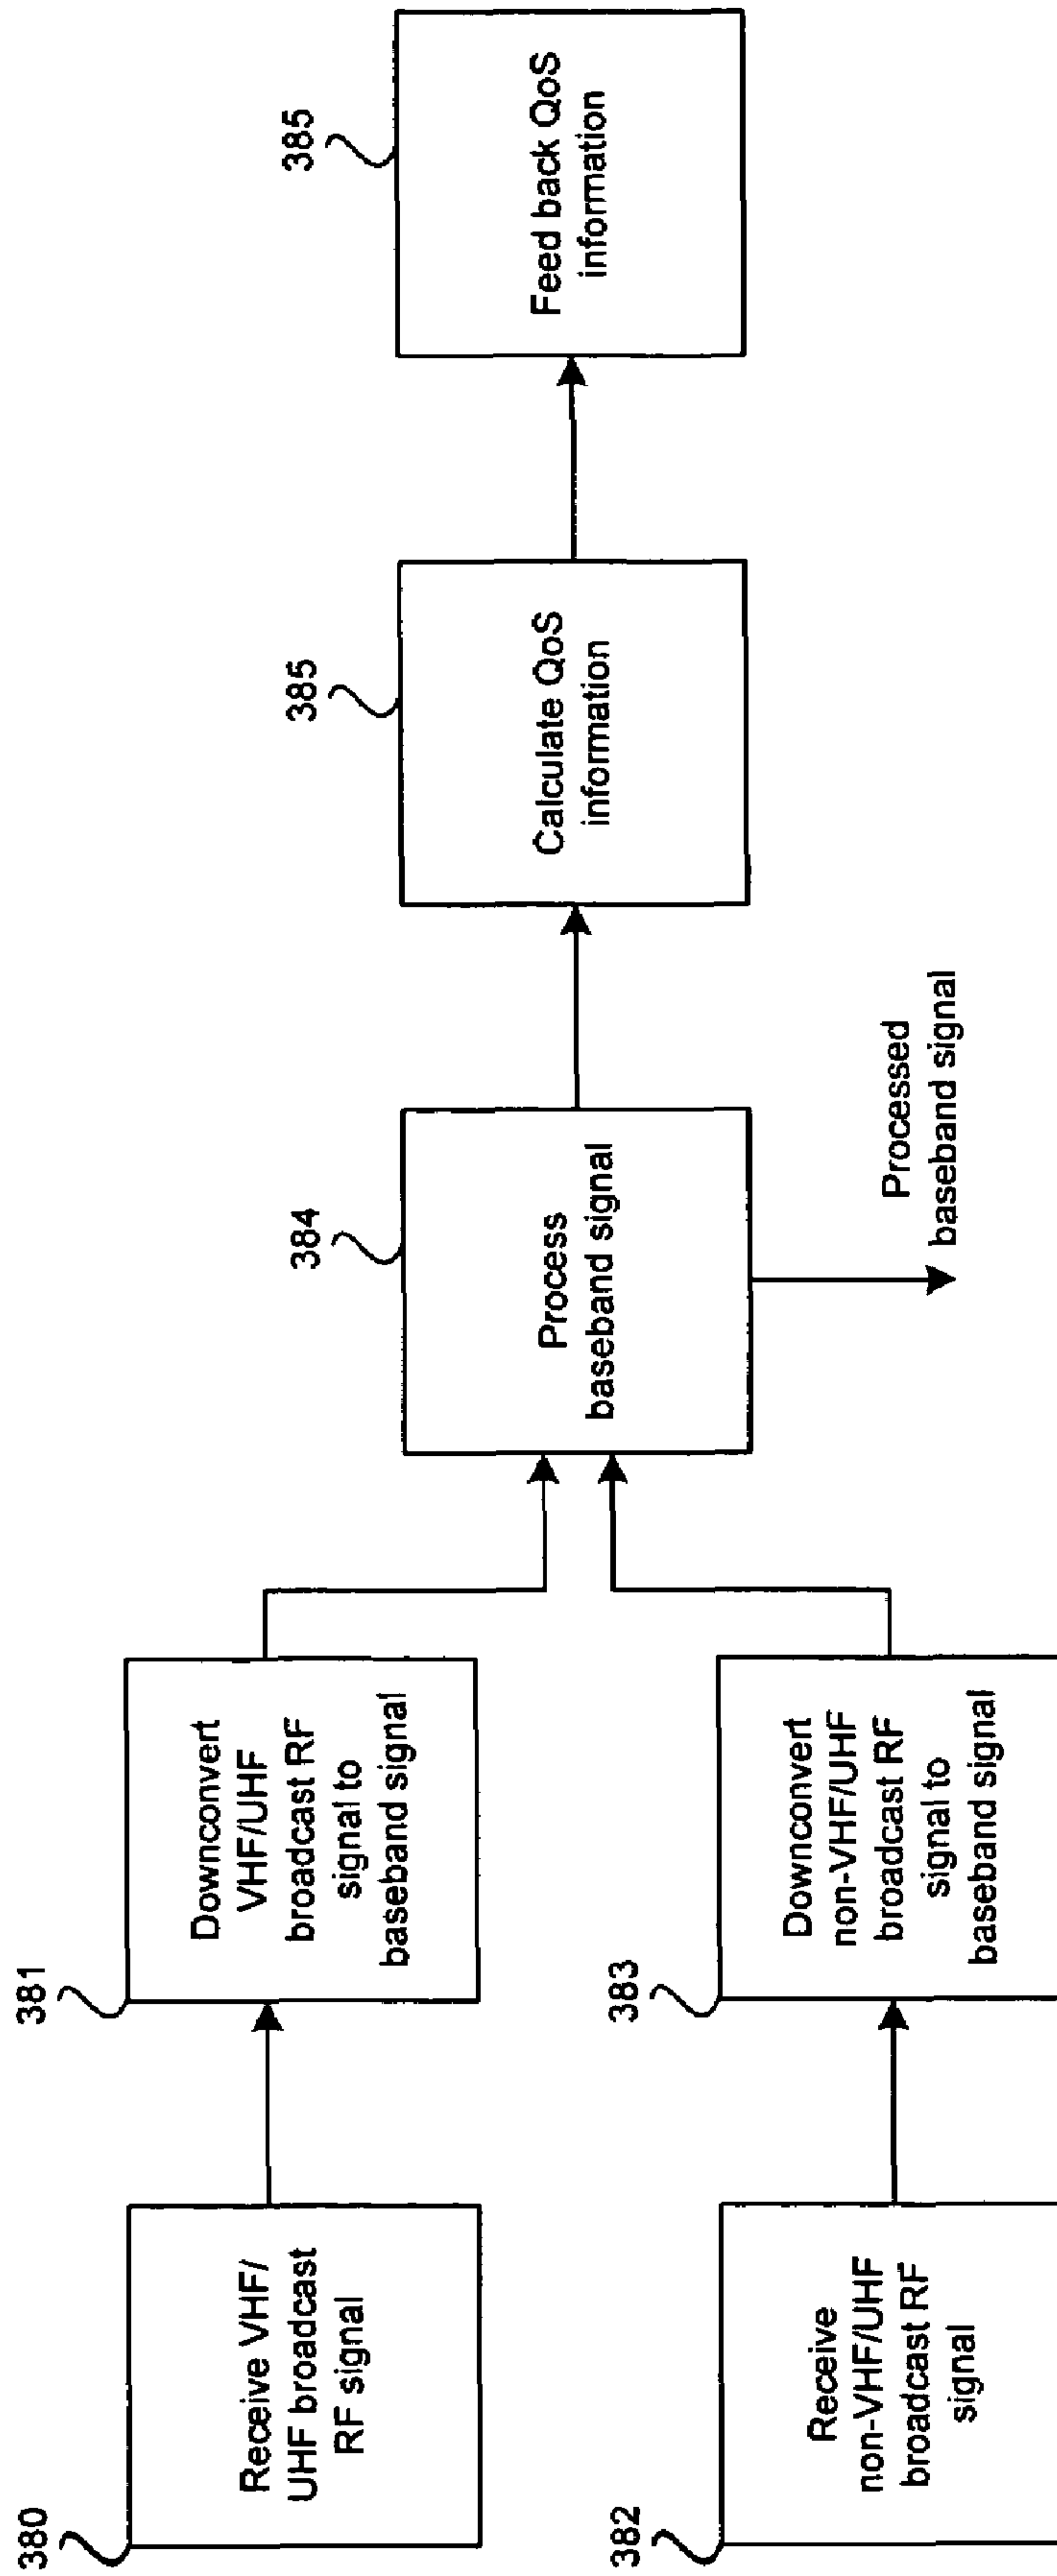 380
Receive VHF/
UHF broadcast
RF signal
381
Downconvert
VHF/UHF
broadcast RF
signal to
baseband signal
382
Receive
non-VHF/UHF
broadcast RF
signal
383
Downconvert
non-VHF/UHF
broadcast RF
signal to
baseband signal
384
Process
baseband signal
Processed
baseband signal
385
Calculate QoS
information
385
Feed back QoS
information